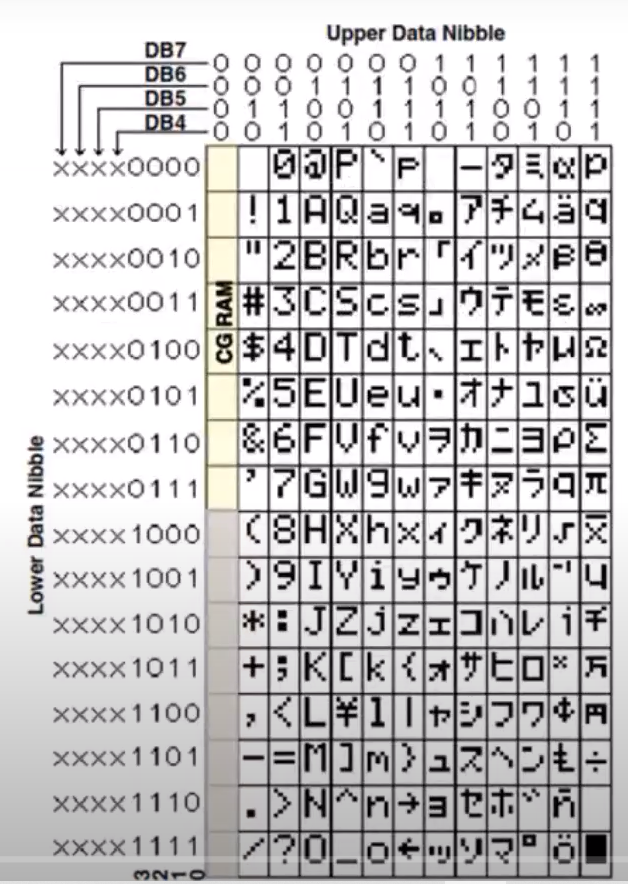 Upper Data Nibble
DB7 0 0 0 0 0 0 0 1 1 1 1 1 1
DB6 0 0 0 1 1 1 1 0 0 1 1 1 1
DB5 0 1 1 0 0 1 1 1 1 0 0 1 1
DB4 0 0 1 0 1 0 1 0 1 0 1 0 1
xxxx0000 0 @ P ` p ー タ ミ α p
xxxx0001 ! 1 A Q a q 。 ア チ ム ä q
xxxx0010 " 2 B R b r 「 イ ツ メ β θ
xxxx0011 # 3 C S c s 」 ウ テ モ ε ∞
xxxx0100 $ 4 D T d t 、 エ ト ヤ μ Ω
xxxx0101 % 5 E U e u ・ オ ナ ユ σ ü
xxxx0110 & 6 F V f v ヲ カ ニ ヨ ρ Σ
xxxx0111 ' 7 G W g w ァ キ ヌ ラ q π
xxxx1000 ( 8 H X h x ィ ク ネ リ √ x̄
xxxx1001 ) 9 I Y i y ゥ ケ ノ ル ⁻¹ y
xxxx1010 * : J Z j z ェ コ ハ レ j 千
xxxx1011 + ; K [ k { ォ サ ヒ ロ × 万
xxxx1100 , < L ¥ l | ャ シ フ ワ ¢ 円
xxxx1101 - = M ] m } ュ ス ヘ ン ŧ ÷
xxxx1110 . > N ^ n → ョ セ ホ ゛ ñ
xxxx1111 / ? O _ o ← ッ ソ マ ゜ ö █
CG RAM
Lower Data Nibble
3 2 1 0